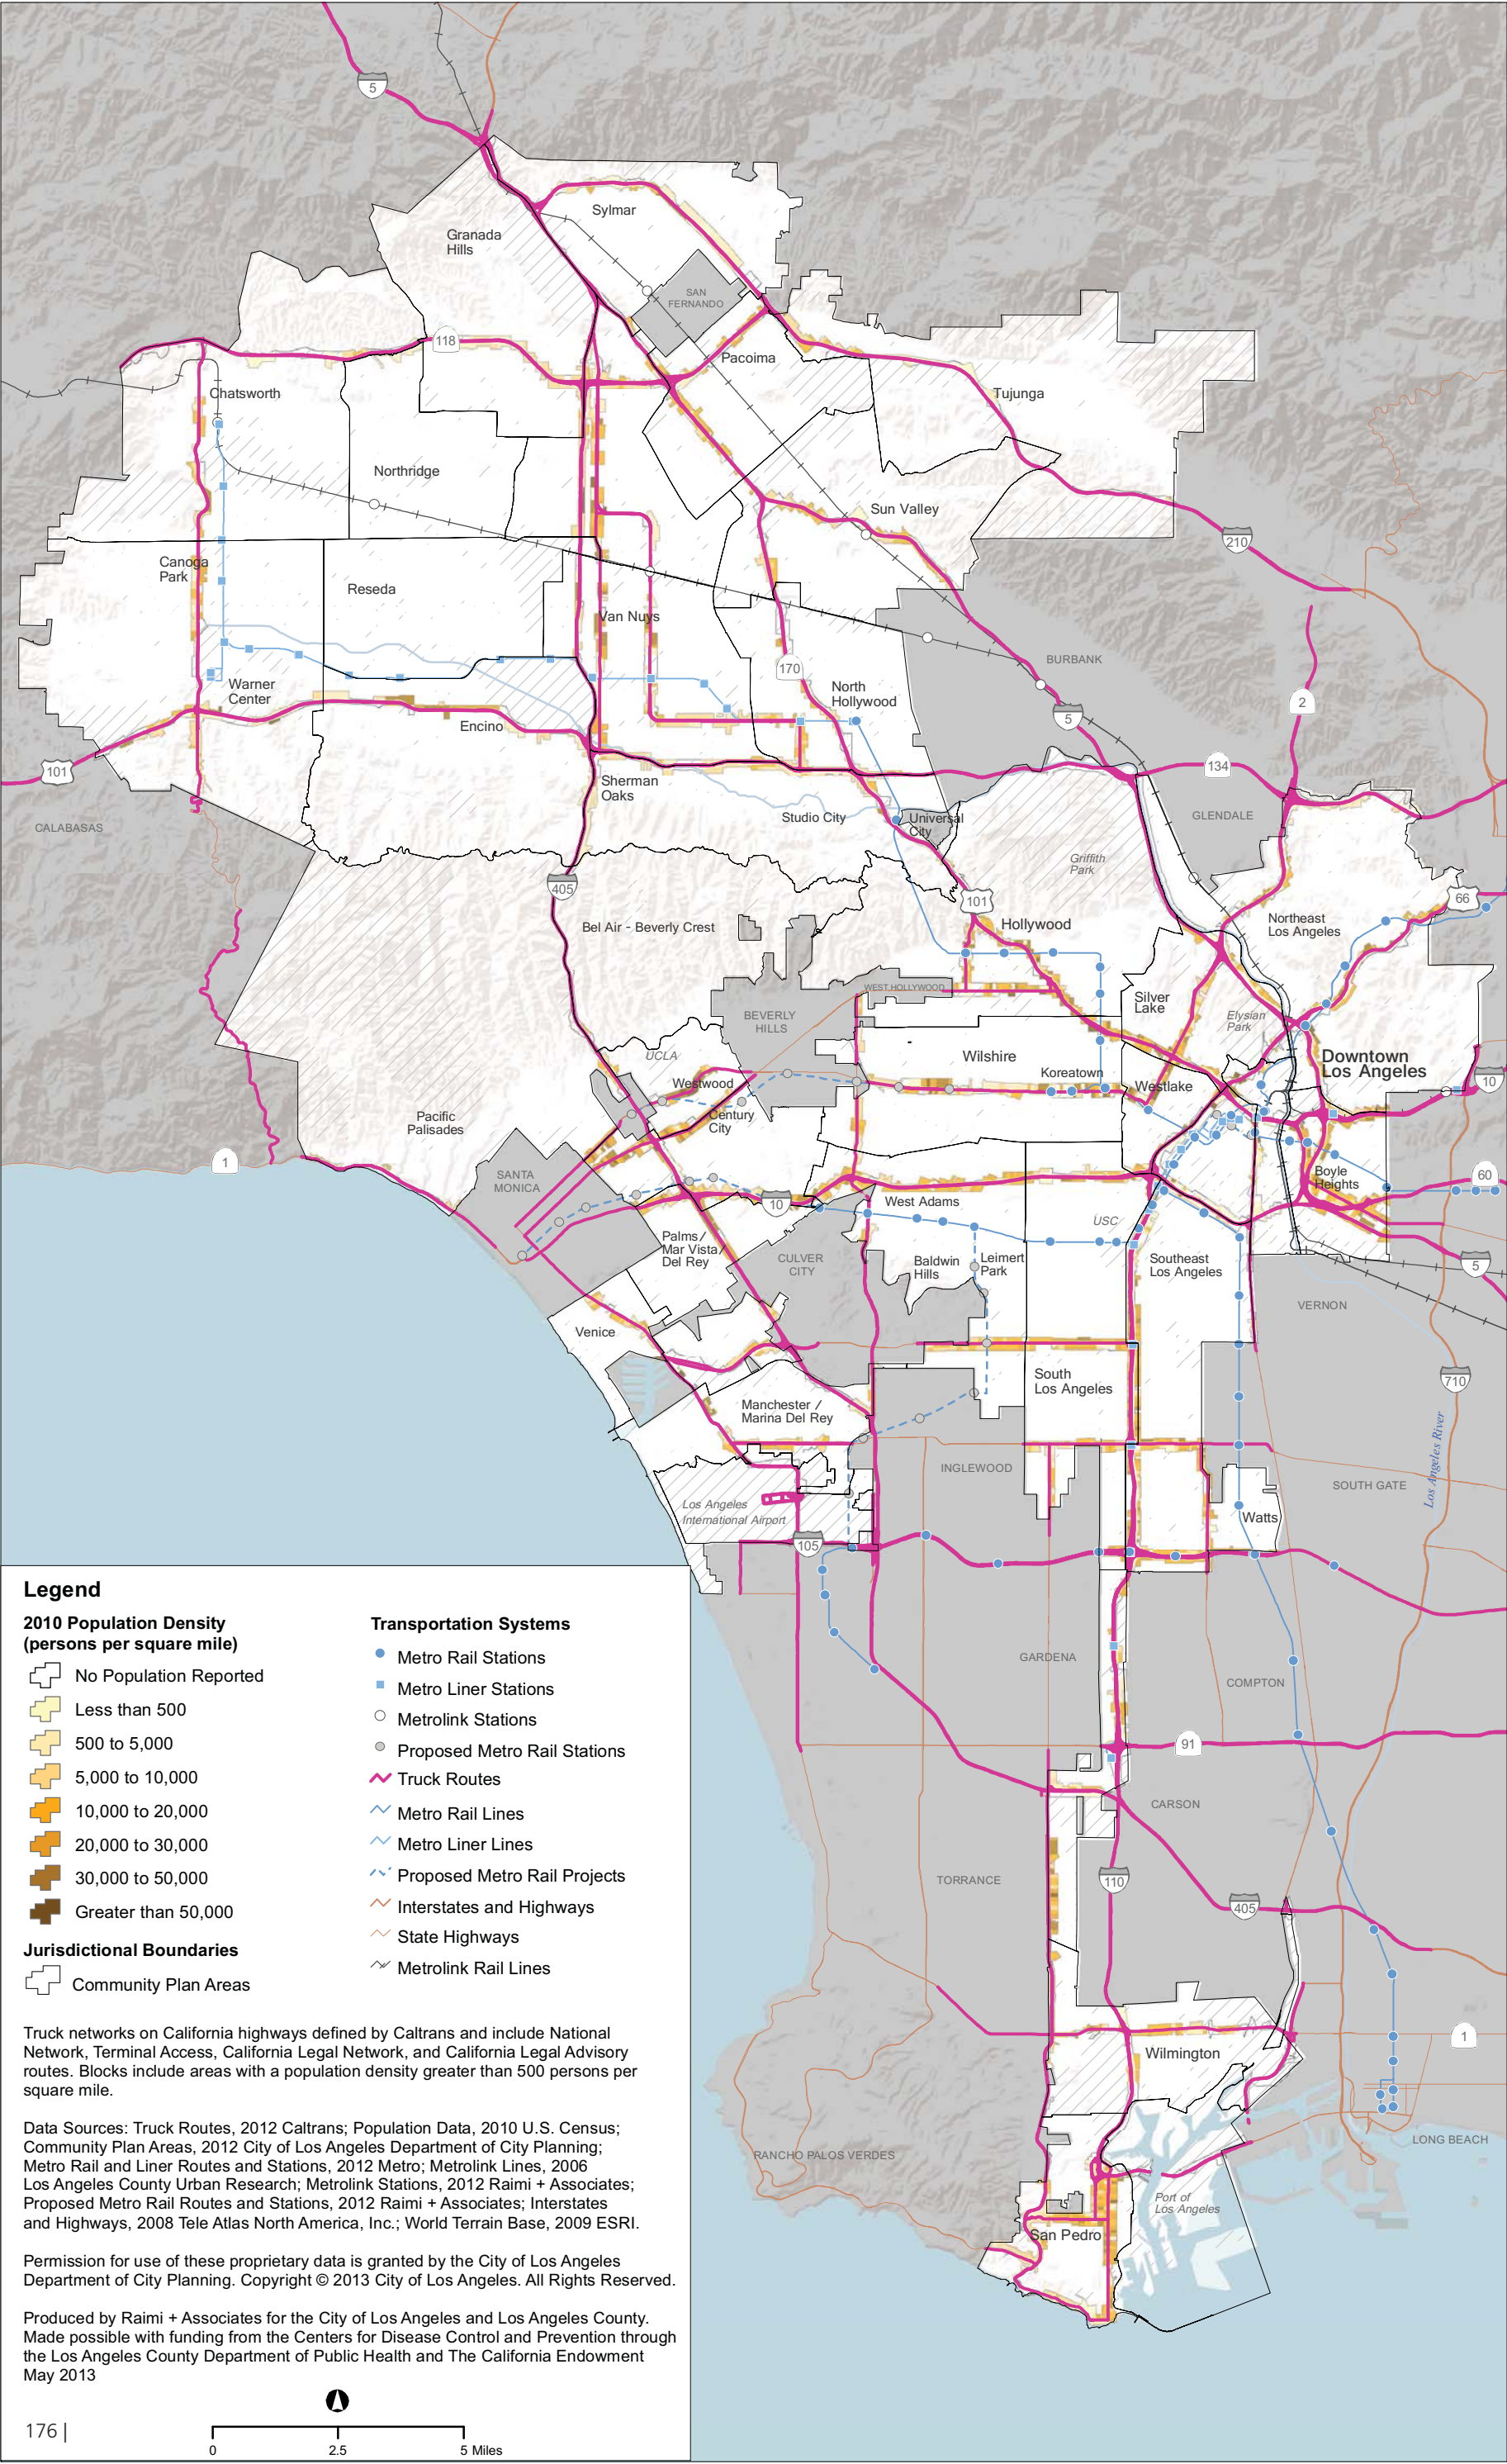 5
Sylmar
Granada
Hills
SAN
FERNANDO
118
Pacoima
Chatsworth
Tujunga
Northridge
Sun Valley
210
Canoga
Park
Reseda
Van Nuys
BURBANK
170
Warner
Center
North
Hollywood
2
5
Encino
101
134
Sherman
Oaks
CALABASAS
Studio City
Universal
City
GLENDALE
Griffith
Park
405
101
66
Bel Air - Beverly Crest
Hollywood
Northeast
Los Angeles
WEST HOLLYWOOD
Silver
Lake
BEVERLY
HILLS
Elysian
Park
UCLA
Wilshire
Downtown
Los Angeles
Koreatown
Westwood
Westlake
10
Century
City
Pacific
Palisades
1
SANTA
MONICA
Boyle
Heights
60
10
West Adams
USC
Palms/
Mar Vista/
Del Rey
CULVER
CITY
Baldwin
Hills
Leimert
Park
Southeast
Los Angeles
5
VERNON
Venice
South
Los Angeles
710
Manchester /
Marina Del Rey
INGLEWOOD
SOUTH GATE
Los Angeles River
Los Angeles
International Airport
Watts
105
GARDENA
COMPTON
91
CARSON
TORRANCE
110
405
1
Wilmington
RANCHO PALOS VERDES
LONG BEACH
Port of
Los Angeles
San Pedro
Legend
2010 Population Density
(persons per square mile)
No Population Reported
Less than 500
500 to 5,000
5,000 to 10,000
10,000 to 20,000
20,000 to 30,000
30,000 to 50,000
Greater than 50,000
Jurisdictional Boundaries
Community Plan Areas
Transportation Systems
Metro Rail Stations
Metro Liner Stations
Metrolink Stations
Proposed Metro Rail Stations
Truck Routes
Metro Rail Lines
Metro Liner Lines
Proposed Metro Rail Projects
Interstates and Highways
State Highways
Metrolink Rail Lines
Truck networks on California highways defined by Caltrans and include National
Network, Terminal Access, California Legal Network, and California Legal Advisory
routes. Blocks include areas with a population density greater than 500 persons per
square mile.
Data Sources: Truck Routes, 2012 Caltrans; Population Data, 2010 U.S. Census;
Community Plan Areas, 2012 City of Los Angeles Department of City Planning;
Metro Rail and Liner Routes and Stations, 2012 Metro; Metrolink Lines, 2006
Los Angeles County Urban Research; Metrolink Stations, 2012 Raimi + Associates;
Proposed Metro Rail Routes and Stations, 2012 Raimi + Associates; Interstates
and Highways, 2008 Tele Atlas North America, Inc.; World Terrain Base, 2009 ESRI.
Permission for use of these proprietary data is granted by the City of Los Angeles
Department of City Planning. Copyright © 2013 City of Los Angeles. All Rights Reserved.
Produced by Raimi + Associates for the City of Los Angeles and Los Angeles County.
Made possible with funding from the Centers for Disease Control and Prevention through
the Los Angeles County Department of Public Health and The California Endowment
May 2013
176 |
0 2.5 5 Miles